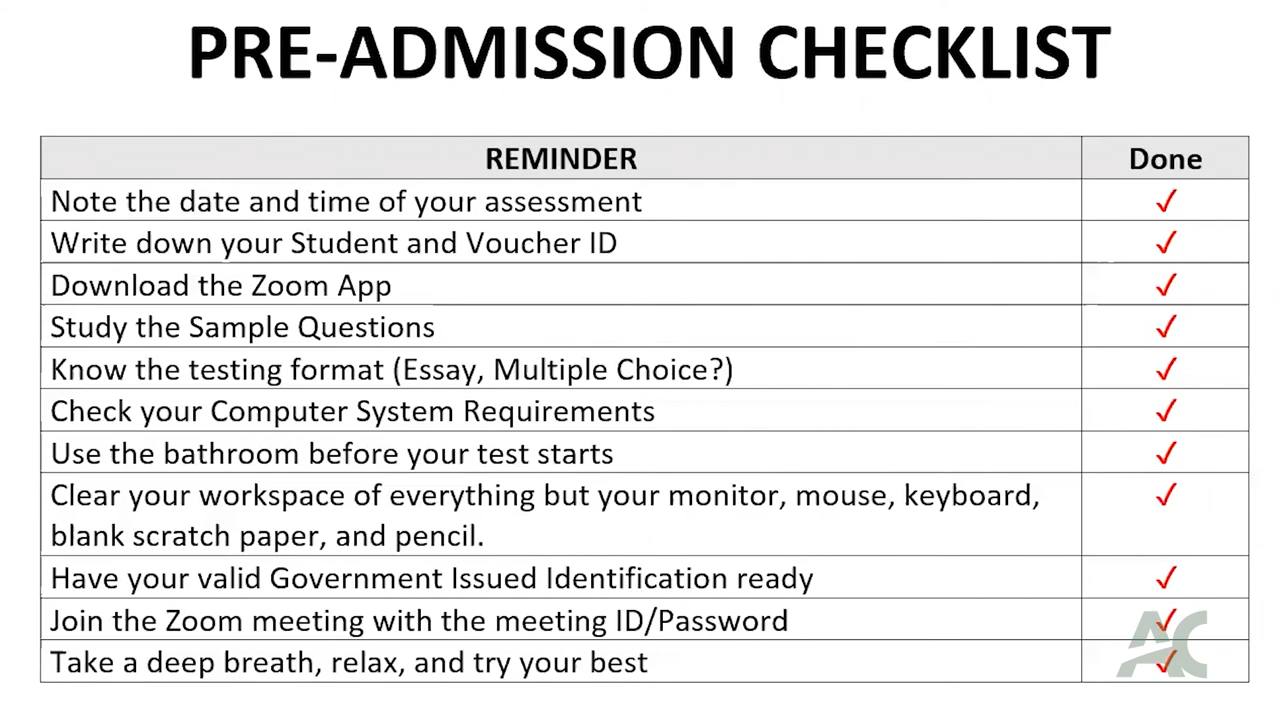 PRE-ADMISSION CHECKLIST
REMINDER Done
Note the date and time of your assessment ✓
Write down your Student and Voucher ID ✓
Download the Zoom App ✓
Study the Sample Questions ✓
Know the testing format (Essay, Multiple Choice?) ✓
Check your Computer System Requirements ✓
Use the bathroom before your test starts ✓
Clear your workspace of everything but your monitor, mouse, keyboard, ✓
blank scratch paper, and pencil.
Have your valid Government Issued Identification ready ✓
Join the Zoom meeting with the meeting ID/Password ✓
Take a deep breath, relax, and try your best ✓
AC